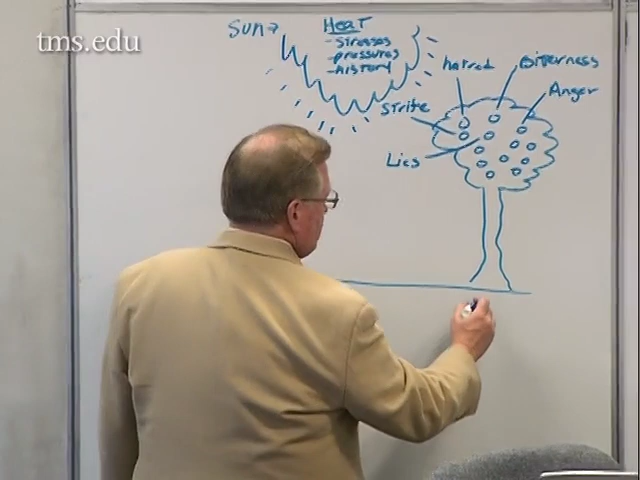 tms.edu
Sun→
Heat
- Stresses
- pressures
- history
hatred
Bitterness
Anger
Strife
Lies